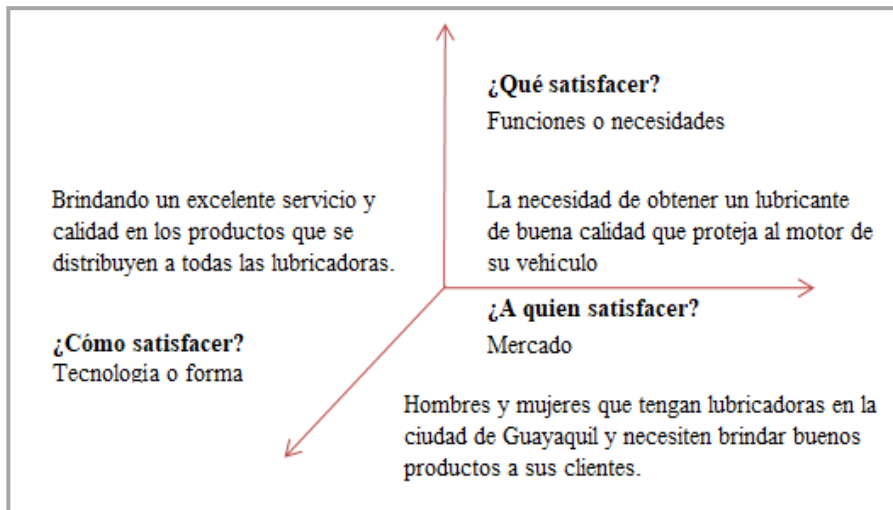 ¿Qué satisfacer?
Funciones o necesidades
Brindando un excelente servicio y
calidad en los productos que se
distribuyen a todas las lubricadoras.
La necesidad de obtener un lubricante
de buena calidad que proteja al motor de
su vehiculo
¿A quien satisfacer?
Mercado
¿Cómo satisfacer?
Tecnología o forma
Hombres y mujeres que tengan lubricadoras en la
ciudad de Guayaquil y necesiten brindar buenos
productos a sus clientes.